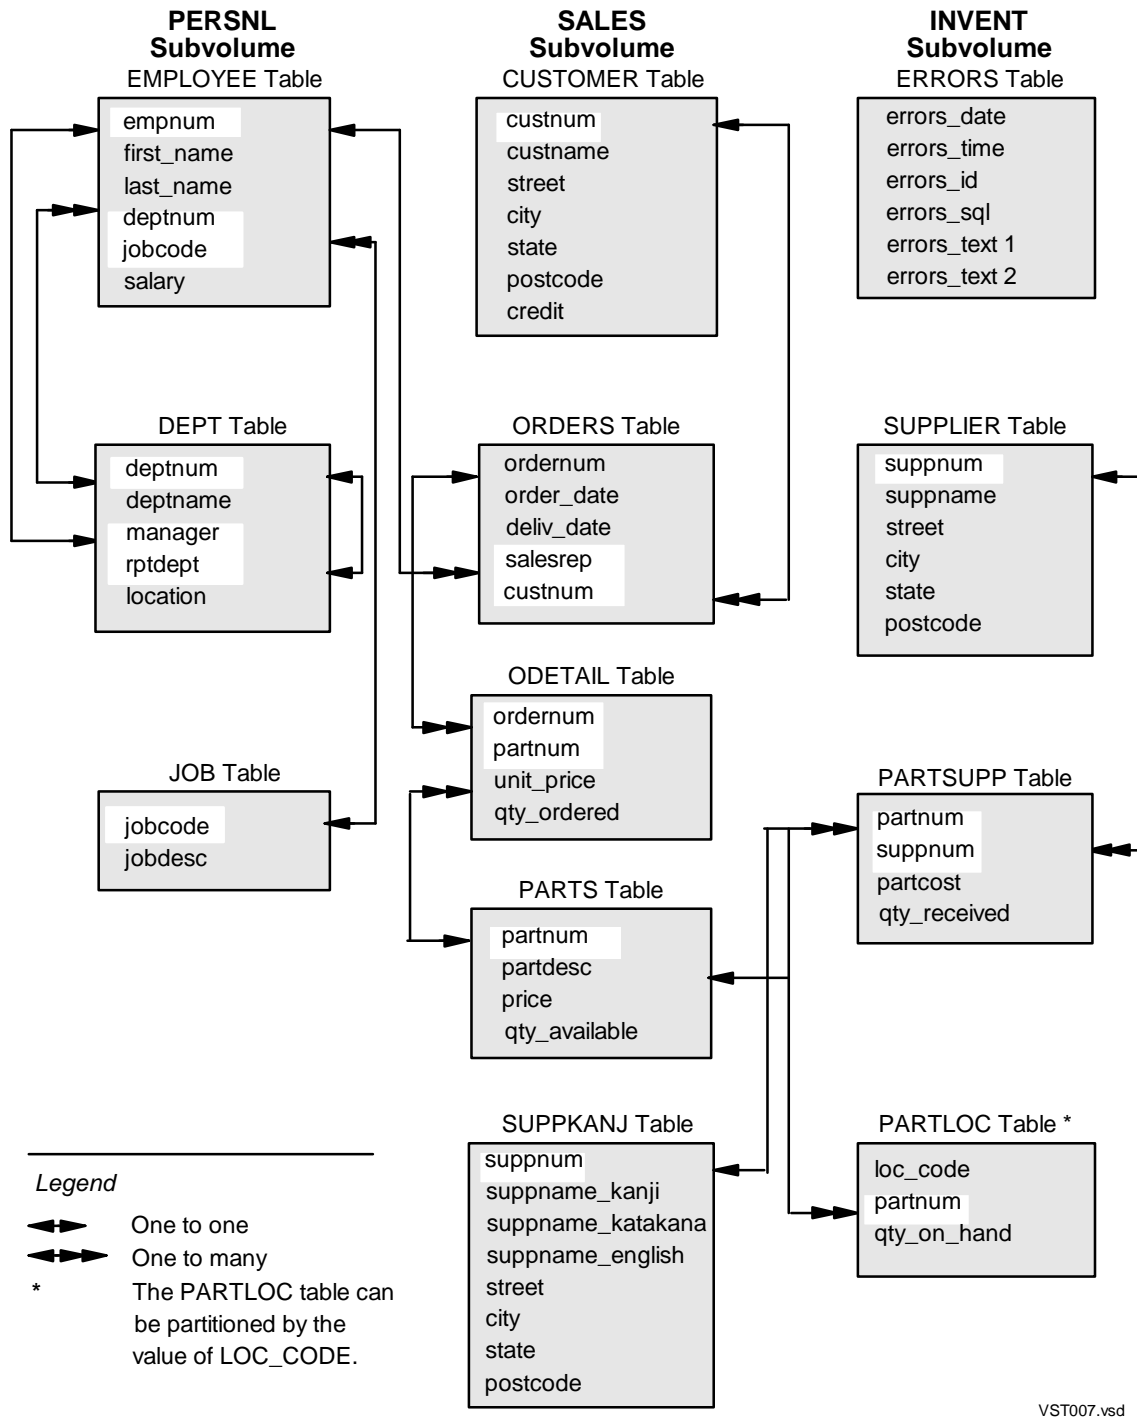 PERSNL
Subvolume
EMPLOYEE Table
empnum
first_name
last_name
deptnum
jobcode
salary
DEPT Table
deptnum
deptname
manager
rptdept
location
JOB Table
jobcode
jobdesc
SALES
Subvolume
CUSTOMER Table
custnum
custname
street
city
state
postcode
credit
ORDERS Table
ordernum
order_date
deliv_date
salesrep
custnum
ODETAIL Table
ordernum
partnum
unit_price
qty_ordered
PARTS Table
partnum
partdesc
price
qty_available
SUPPKANJ Table
suppnum
suppname_kanji
suppname_katakana
suppname_english
street
city
state
postcode
INVENT
Subvolume
ERRORS Table
errors_date
errors_time
errors_id
errors_sql
errors_text 1
errors_text 2
SUPPLIER Table
suppnum
suppname
street
city
state
postcode
PARTSUPP Table
partnum
suppnum
partcost
qty_received
PARTLOC Table *
loc_code
partnum
qty_on_hand
Legend
One to one
One to many
* The PARTLOC table can
be partitioned by the
value of LOC_CODE.
VST007.vsd